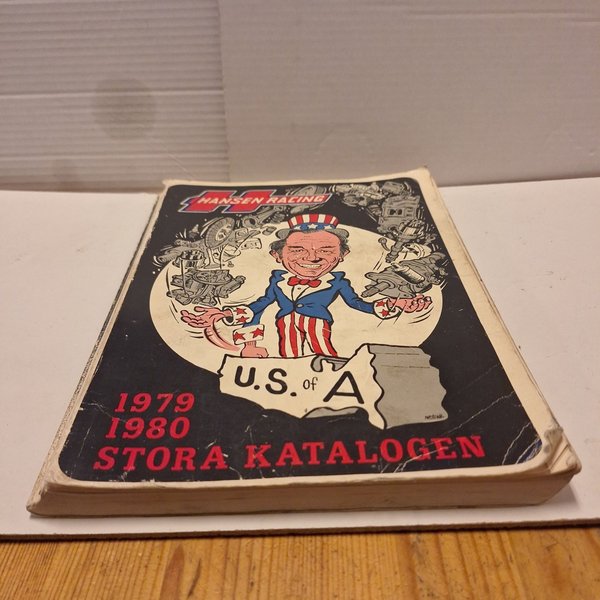 HANSEN RACING
U.S. of A
1979
1980
STORA KATALOGEN